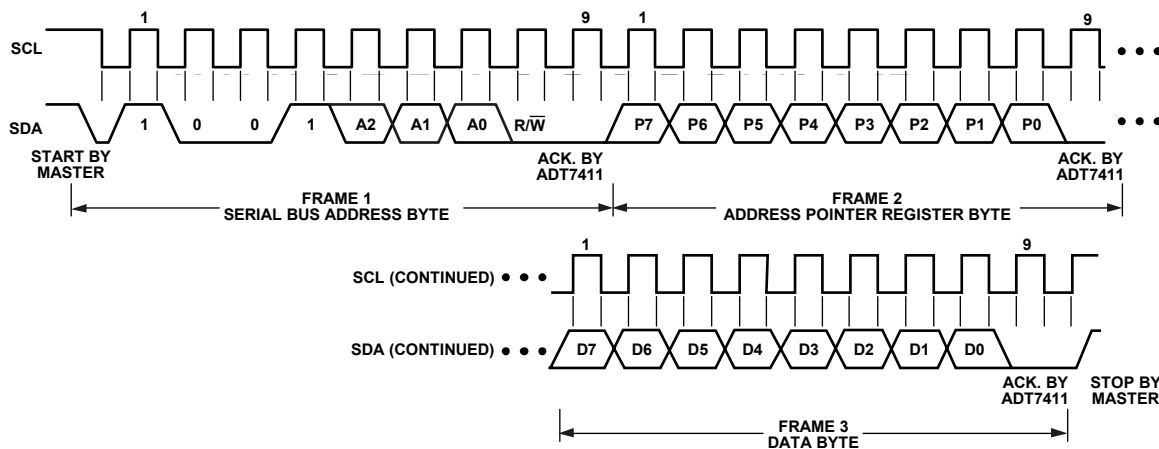 1 9 1 9
SCL • • •
SDA 1 0 0 1 A2 A1 A0 R/W̅ P7 P6 P5 P4 P3 P2 P1 P0 • • •
START BY
MASTER
ACK. BY
ADT7411
ACK. BY
ADT7411
FRAME 1
SERIAL BUS ADDRESS BYTE
FRAME 2
ADDRESS POINTER REGISTER BYTE
1 9
SCL (CONTINUED) • • •
SDA (CONTINUED) • • • D7 D6 D5 D4 D3 D2 D1 D0
ACK. BY
ADT7411
STOP BY
MASTER
FRAME 3
DATA BYTE